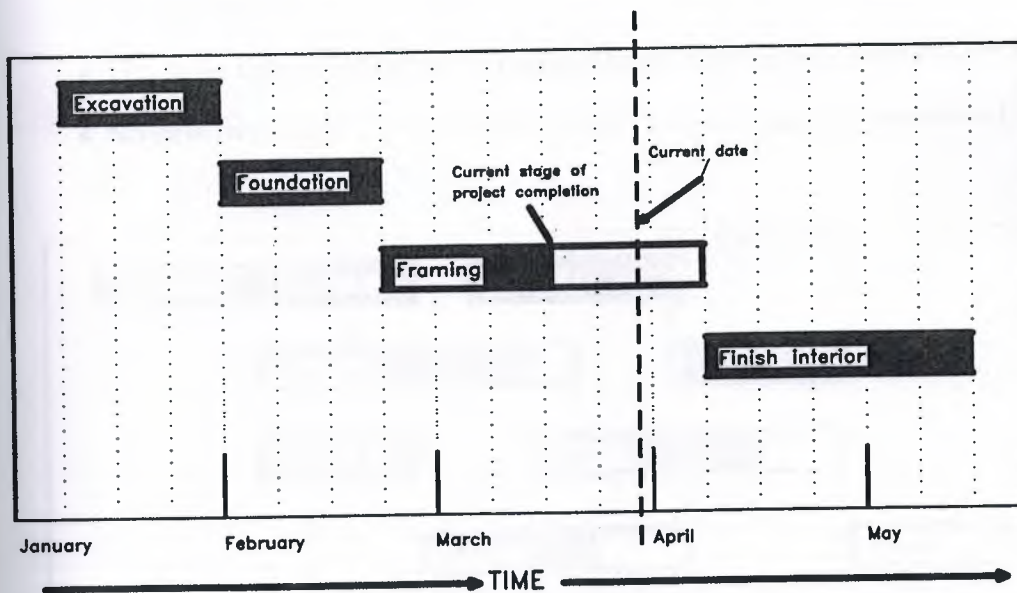 Excavation
Foundation
Current stage of
project completion
Current date
Framing
Finish interior
January
February
March
April
May
TIME